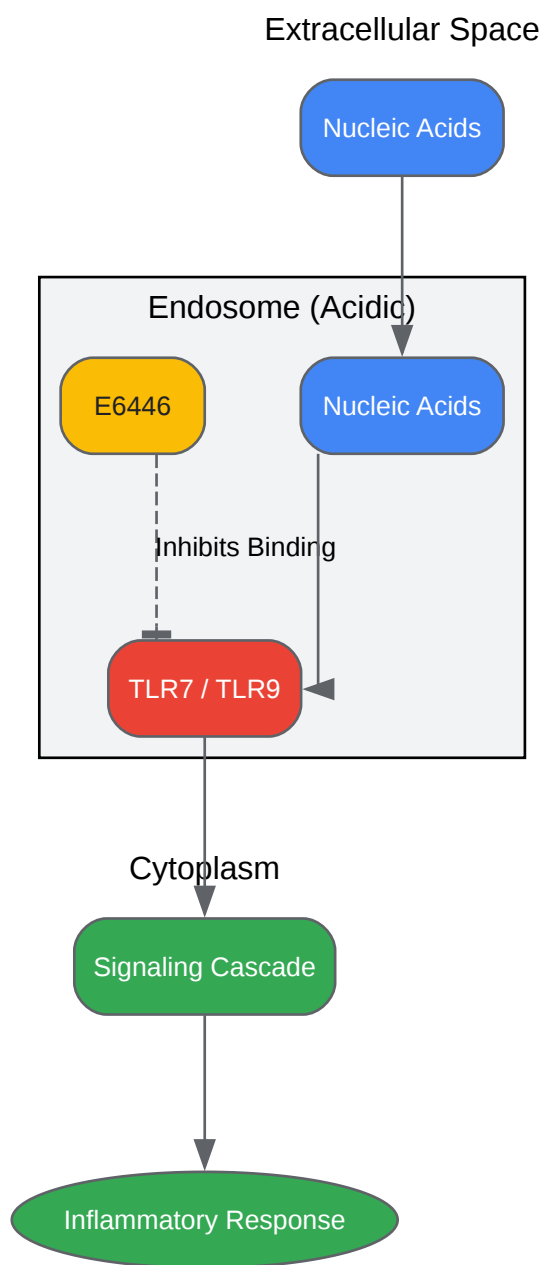 Extracellular Space
Nucleic Acids
Endosome (Acidic)
E6446
Nucleic Acids
Inhibits Binding
TLR7 / TLR9
Cytoplasm
Signaling Cascade
Inflammatory Response